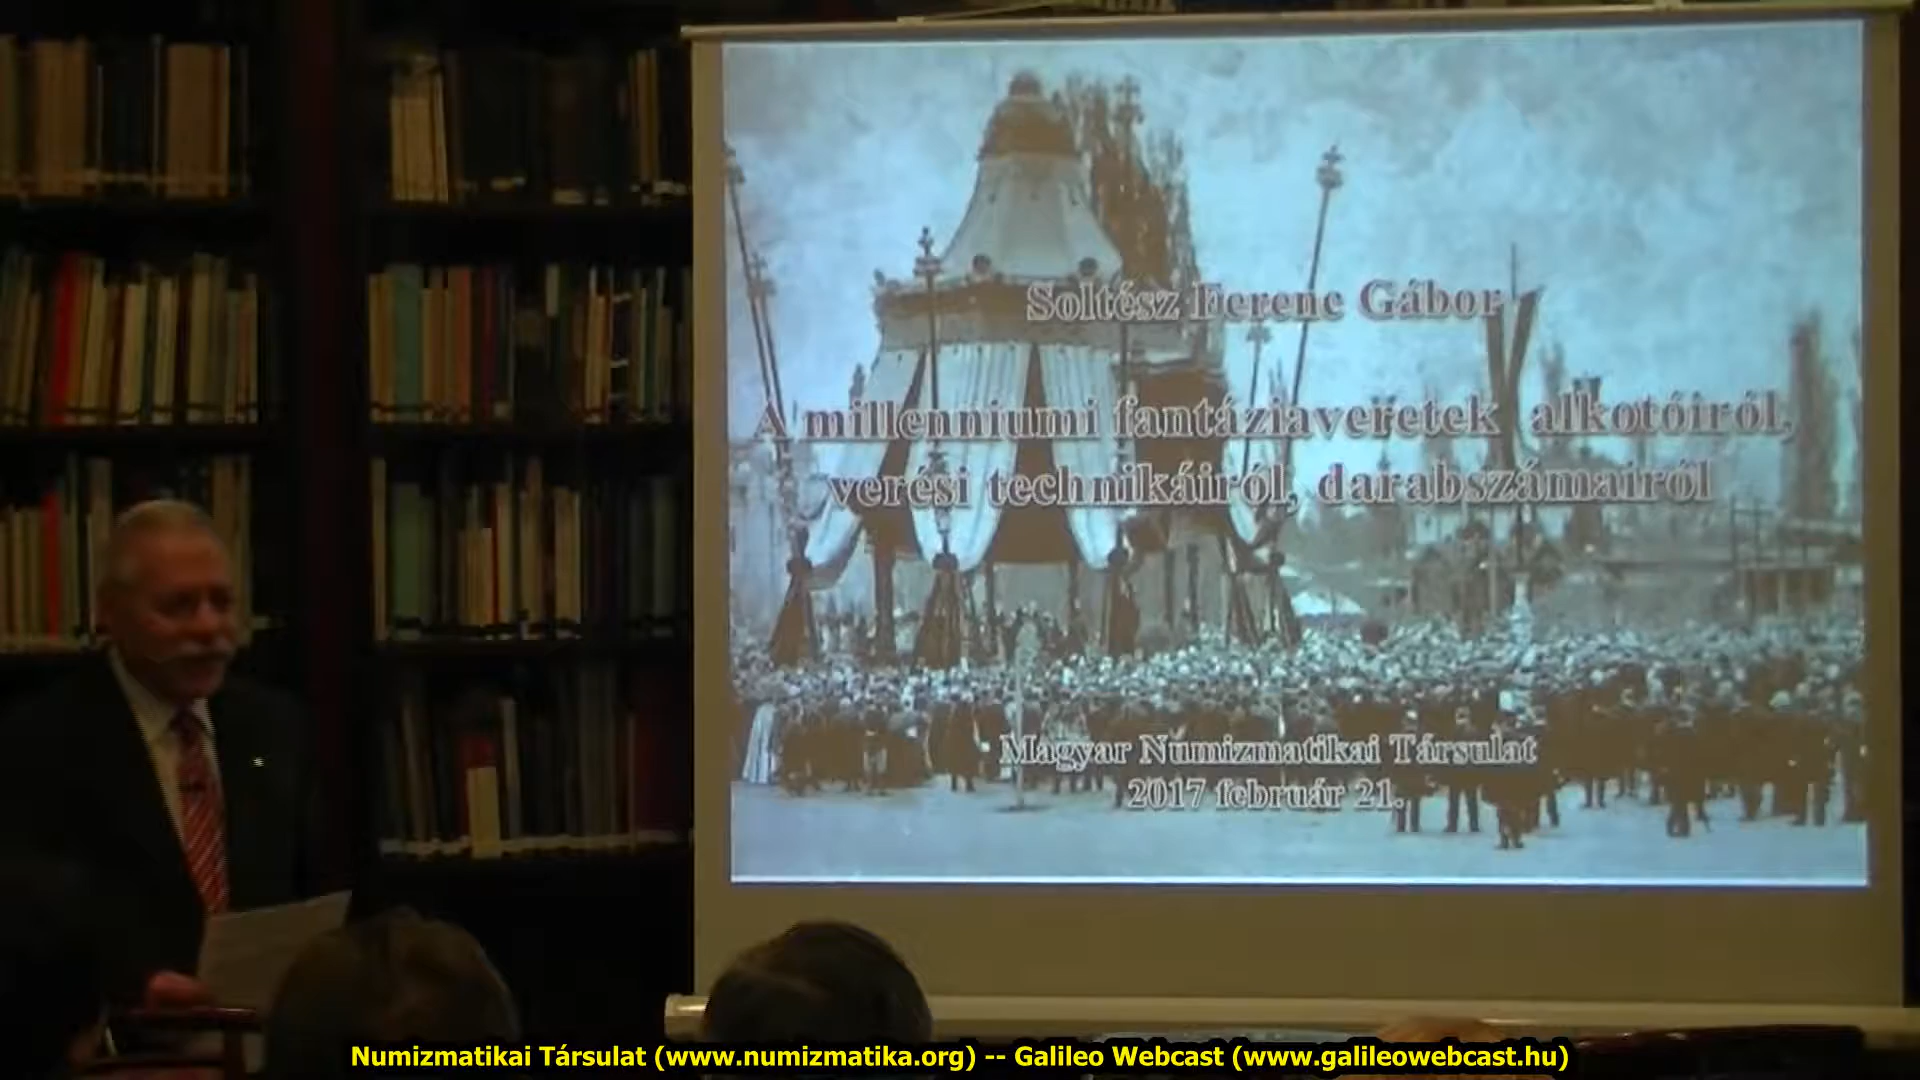 Soltész Ferenc Gábor
A millenniumi fantáziaveretek alkotóiról,
verési technikáiról, darabszámairól
Magyar Numizmatikai Társulat
2017 február 21.
Numizmatikai Társulat (www.numizmatika.org) -- Galileo Webcast (www.galileowebcast.hu)